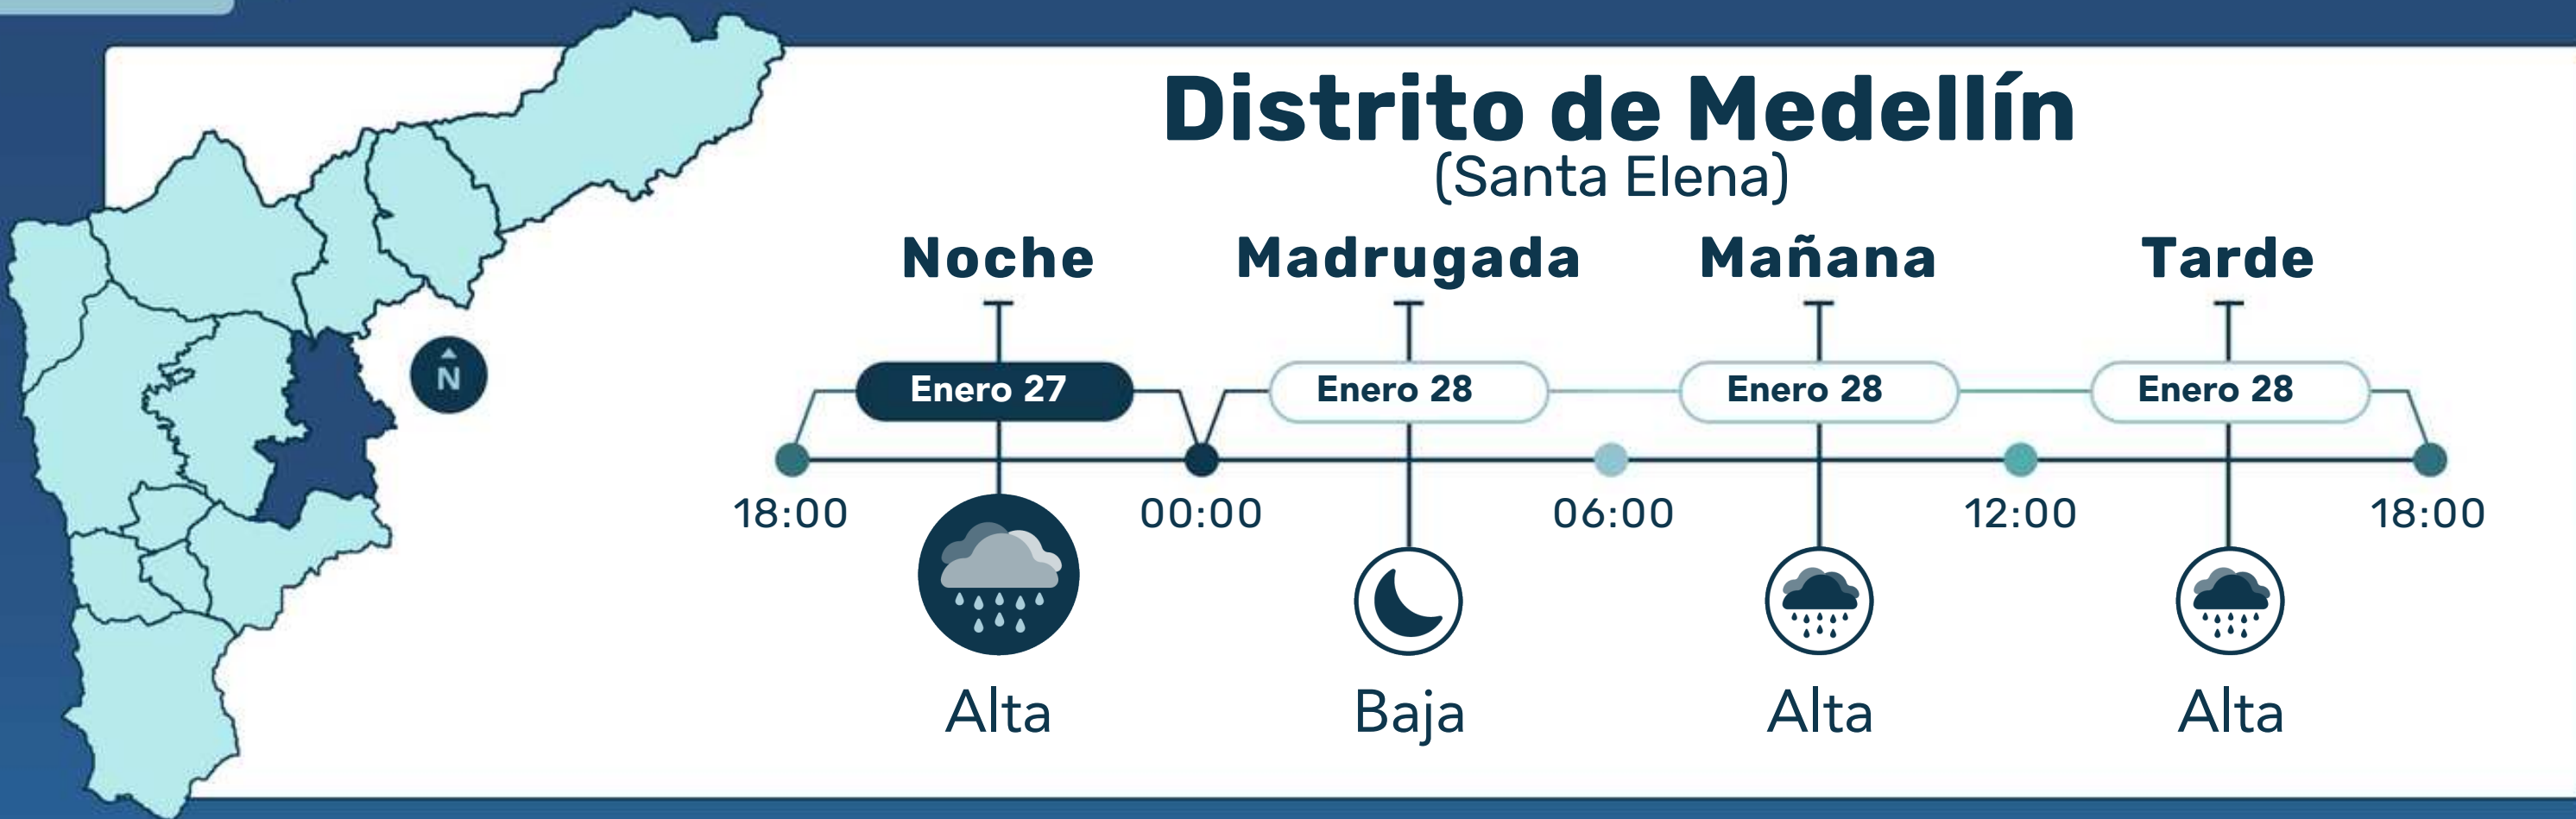 Distrito de Medellín
(Santa Elena)
Noche Madrugada Mañana Tarde
Enero 27 Enero 28 Enero 28 Enero 28
N
18:00 00:00 06:00 12:00 18:00
Alta Baja Alta Alta